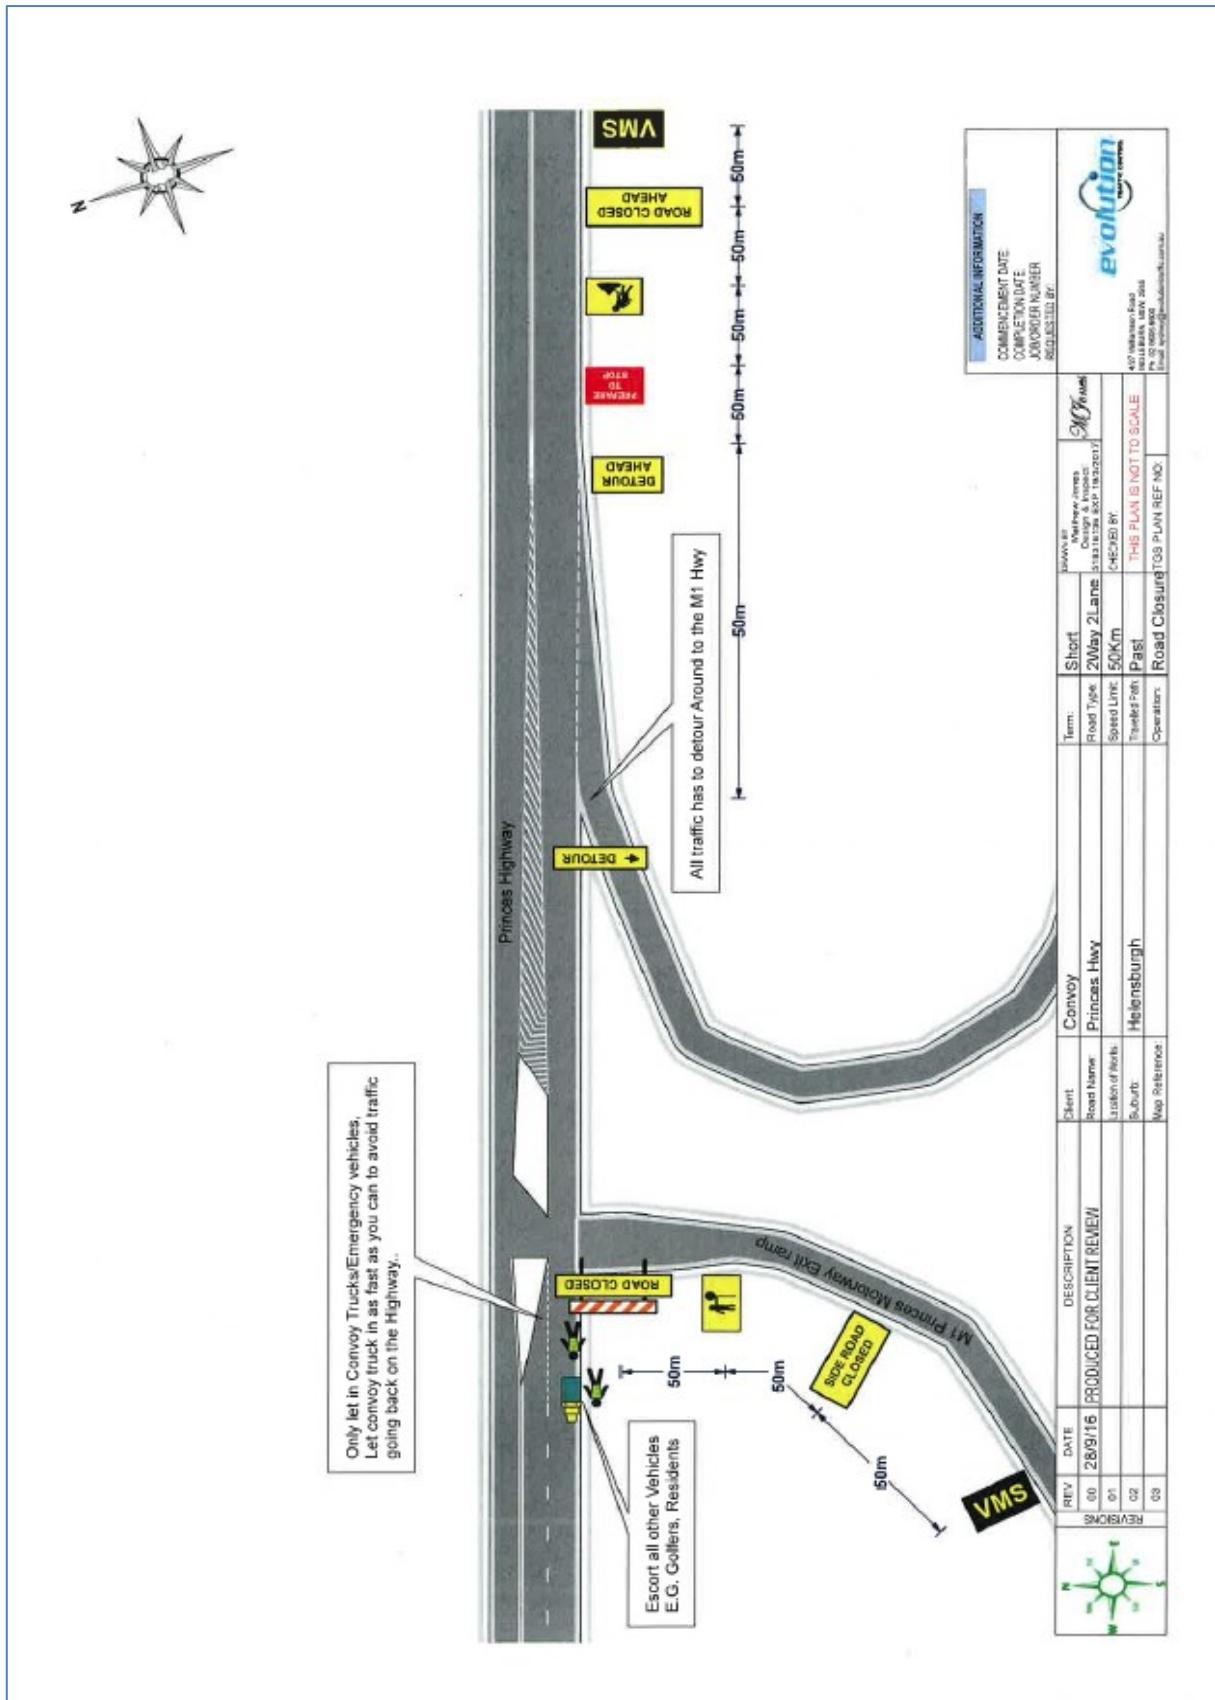 N
VMS
ROAD CLOSED
AHEAD
PREPARE
TO
STOP
DETOUR
AHEAD
50m
50m
50m
50m
50m
Princes Highway
DETOUR
All traffic has to detour Around to the M1 Hwy
Only let in Convoy Trucks/Emergency vehicles,
Let convoy truck in as fast as you can to avoid traffic
going back on the Highway..
ROAD CLOSED
M1 Princes Motorway Exit ramp
SIDE ROAD
CLOSED
VMS
50m
50m
50m
Escort all other Vehicles
E.G. Golfers, Residents
N
E
S
W
REVISIONS
REV DATE DESCRIPTION
00 28/9/16 PRODUCED FOR CLIENT REVIEW
01
02
03
Client Convoy
Road Name: Princes Hwy
Location of Works:
Suburb: Helensburgh
Map Reference:
Term: Short
Road Type: 2Way 2Lane
Speed Limit: 50Km
Travelled Path: Past
Operation: Road Closure
DRAWN BY
Matthew Jones
Design & Inspect:
CHECKED BY:
THIS PLAN IS NOT TO SCALE
TGS PLAN REF NO:
ADDITIONAL INFORMATION
COMMENCEMENT DATE:
COMPLETION DATE:
JOB/ORDER NUMBER
REQUESTED BY:
evolution
TRAFFIC CONTROL